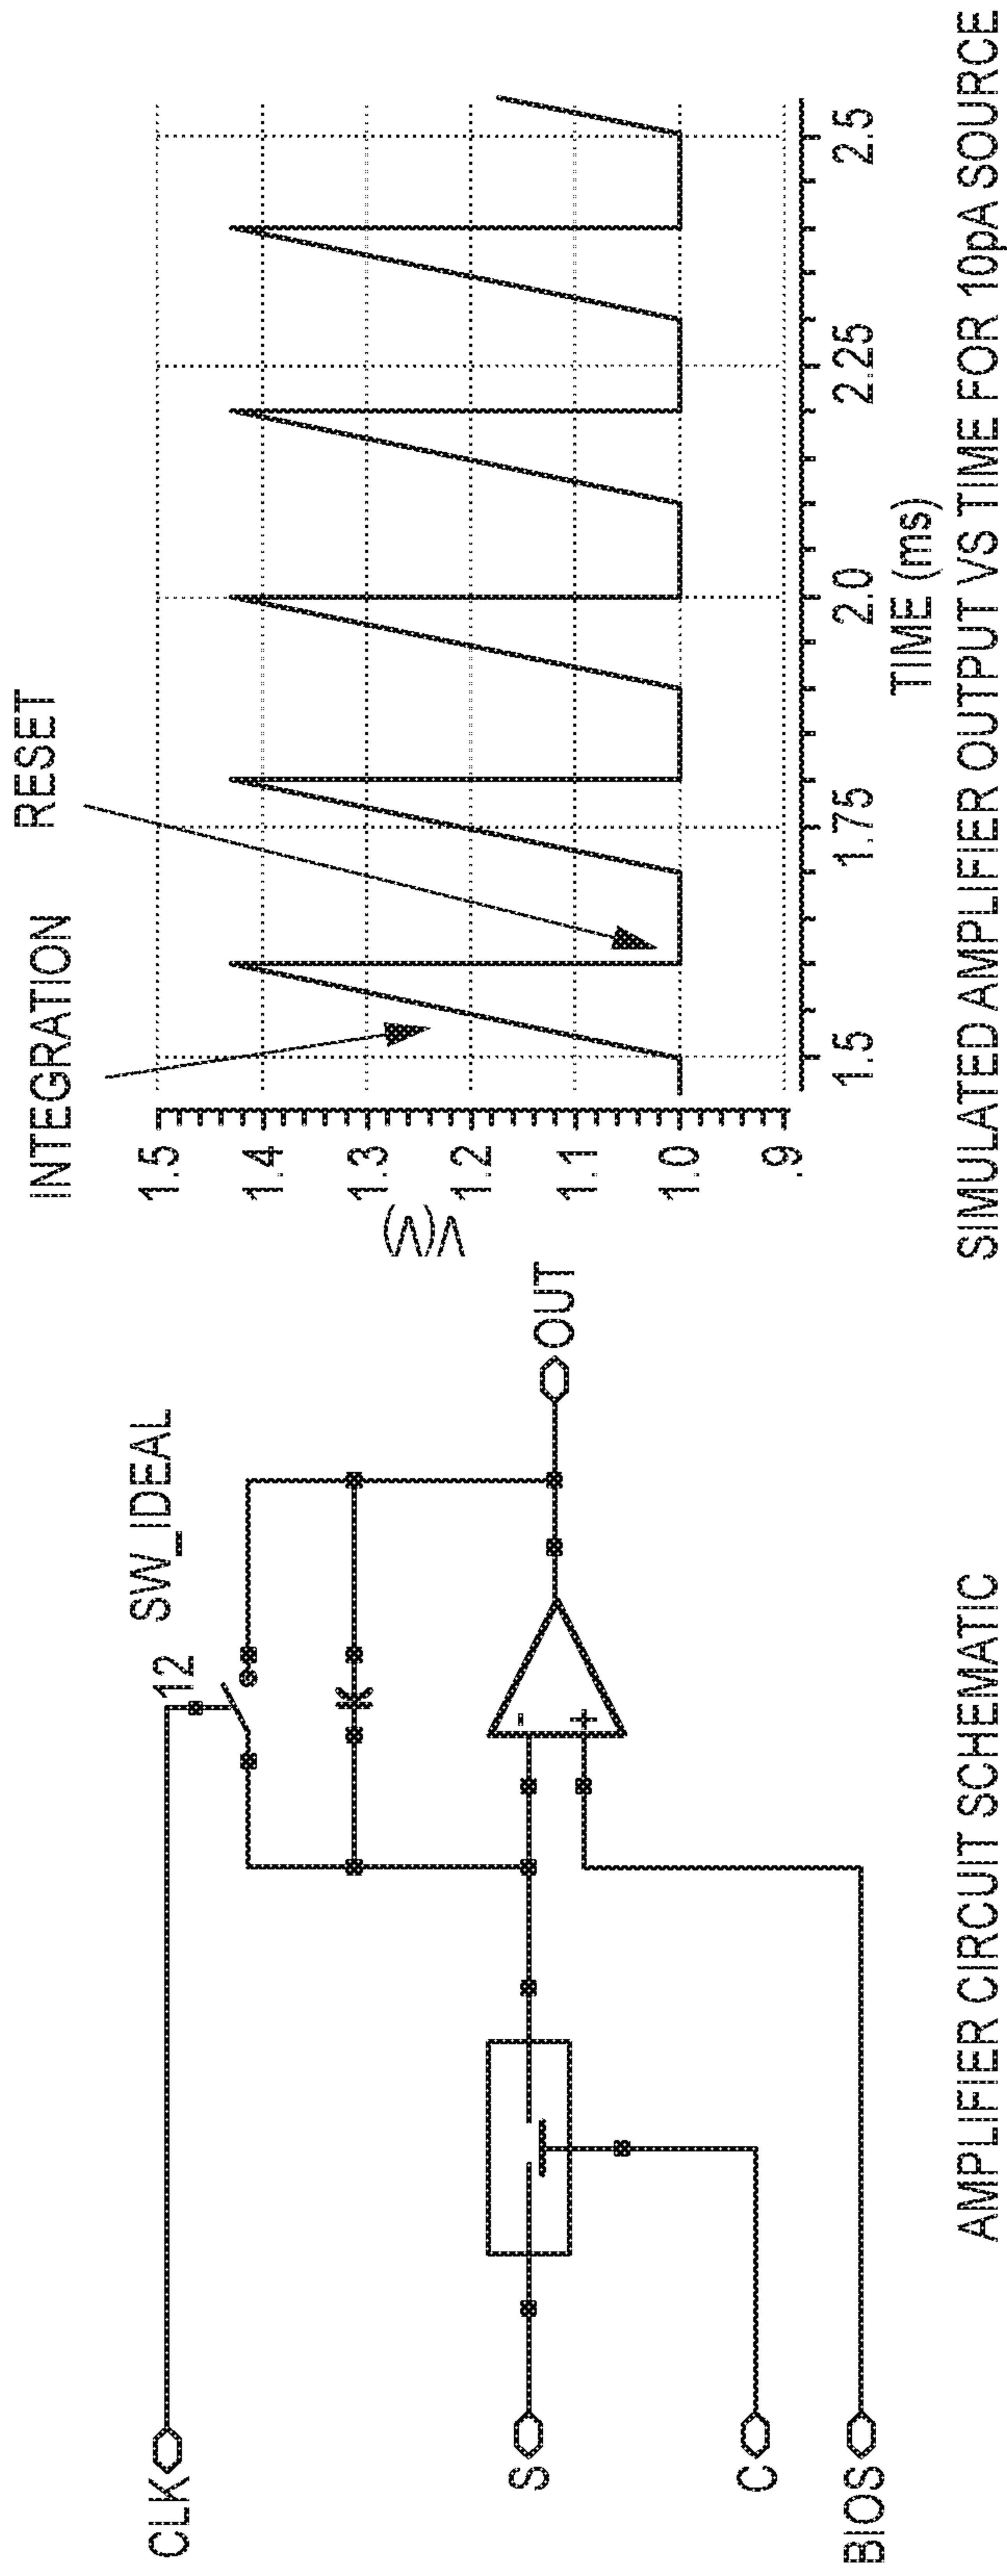 CLK
12 SW_IDEAL
S
C
BIOS
-
+
OUT
AMPLIFIER CIRCUIT SCHEMATIC
INTEGRATION
RESET
V(V)
1.5
1.4
1.3
1.2
1.1
1.0
.9
1.5 1.75 2.0 2.25 2.5
TIME (ms)
SIMULATED AMPLIFIER OUTPUT VS TIME FOR 10pA SOURCE